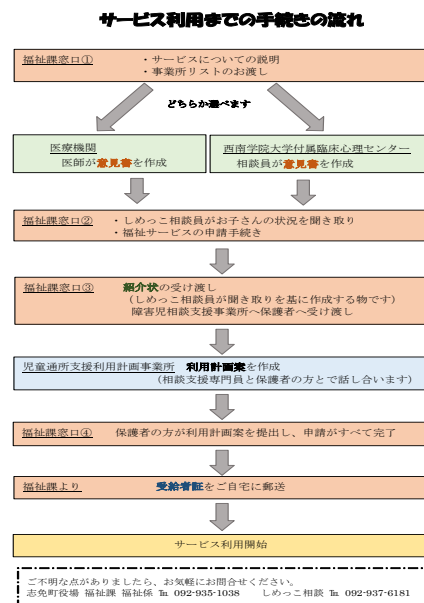 サービス利用までの手続きの流れ
福祉課窓口① ・サービスについての説明
・事業所リストのお渡し
どちらか選べます
医療機関
医師が意見書を作成
西南学院大学付属臨床心理センター
相談員が意見書を作成
福祉課窓口② ・しめっこ相談員がお子さんの状況を聞き取り
・福祉サービスの申請手続き
福祉課窓口③ 紹介状の受け渡し
（しめっこ相談員が聞き取りを基に作成する物です）
障害児相談支援事業所へ保護者へ受け渡し
児童通所支援利用計画事業所 利用計画案を作成
（相談支援専門員と保護者の方とで話し合います）
福祉課窓口④ 保護者の方が利用計画案を提出し、申請がすべて完了
福祉課より 受給者証をご自宅に郵送
サービス利用開始
ご不明な点がありましたら、お気軽にお問合せください。
志免町役場 福祉課 福祉係 ℡ 092-935-1038 しめっこ相談 ℡ 092-937-6181